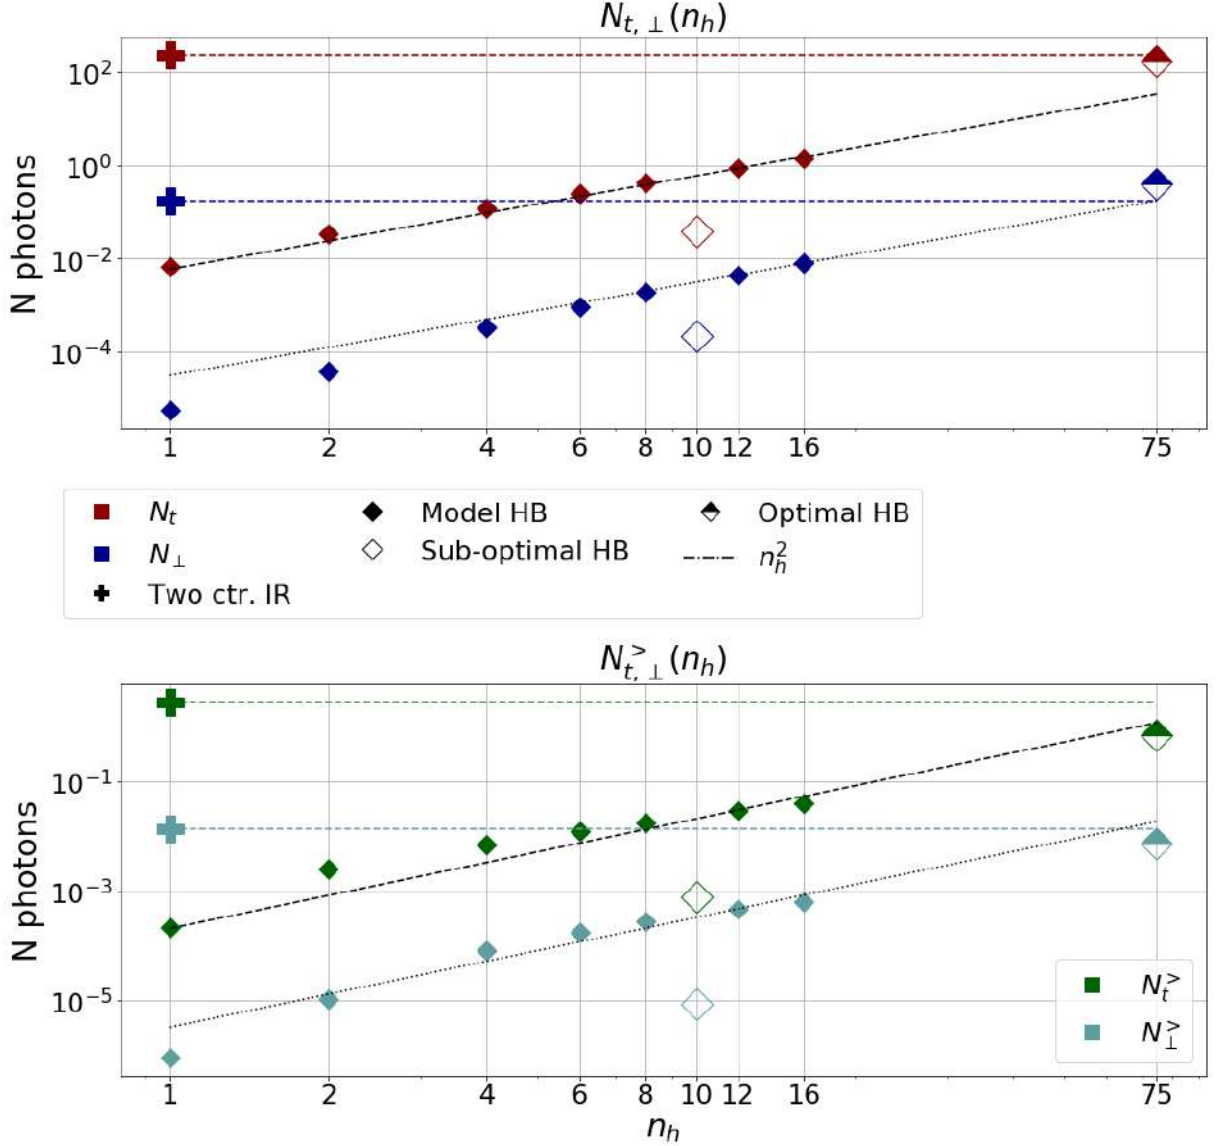 N_{t,⊥}(n_h)
N photons
10^2
10^0
10^{-2}
10^{-4}
1 2 4 6 8 10 12 16 75
N_t
N_⊥
Two ctr. IR
Model HB
Sub-optimal HB
Optimal HB
n_h^2
N^>_{t,⊥}(n_h)
N photons
10^{-1}
10^{-3}
10^{-5}
N_t^>
N_⊥^>
1 2 4 6 8 10 12 16 75
n_h